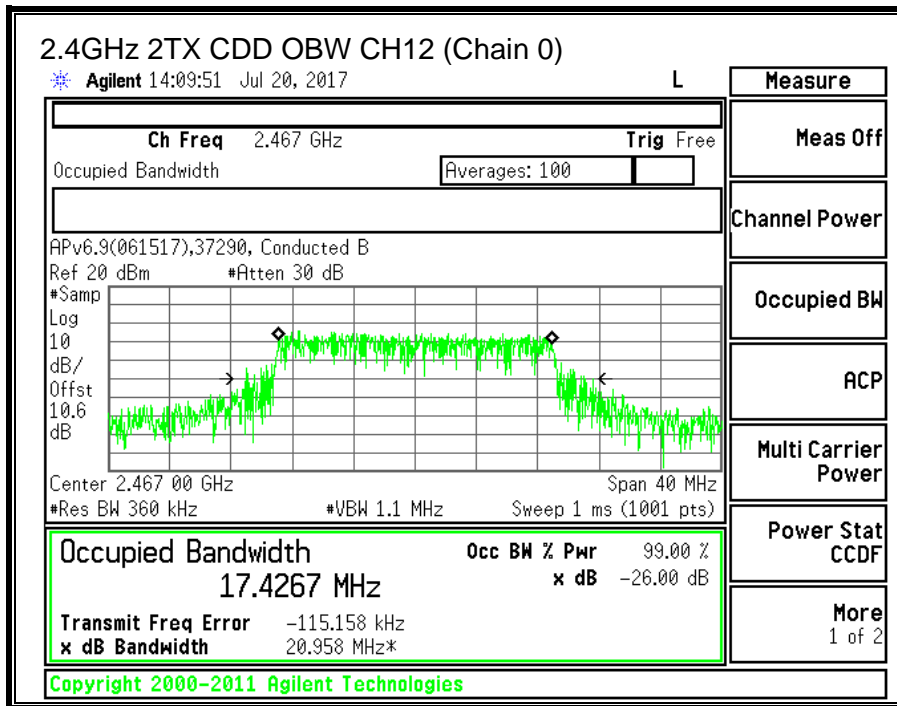 2.4GHz 2TX CDD OBW CH12 (Chain 0)
Agilent 14:09:51 Jul 20, 2017 L
Measure
Ch Freq 2.467 GHz Trig Free
Occupied Bandwidth Averages: 100
APv6.9(061517),37290, Conducted B
Ref 20 dBm #Atten 30 dB
#Samp
Log
10
dB/
Offst
10.6
dB
Center 2.467 00 GHz Span 40 MHz
#Res BW 360 kHz #VBW 1.1 MHz Sweep 1 ms (1001 pts)
Occupied Bandwidth Occ BW % Pwr 99.00 %
17.4267 MHz x dB -26.00 dB
Transmit Freq Error -115.158 kHz
x dB Bandwidth 20.958 MHz*
Meas Off
Channel Power
Occupied BW
ACP
Multi Carrier
Power
Power Stat
CCDF
More
1 of 2
Copyright 2000-2011 Agilent Technologies